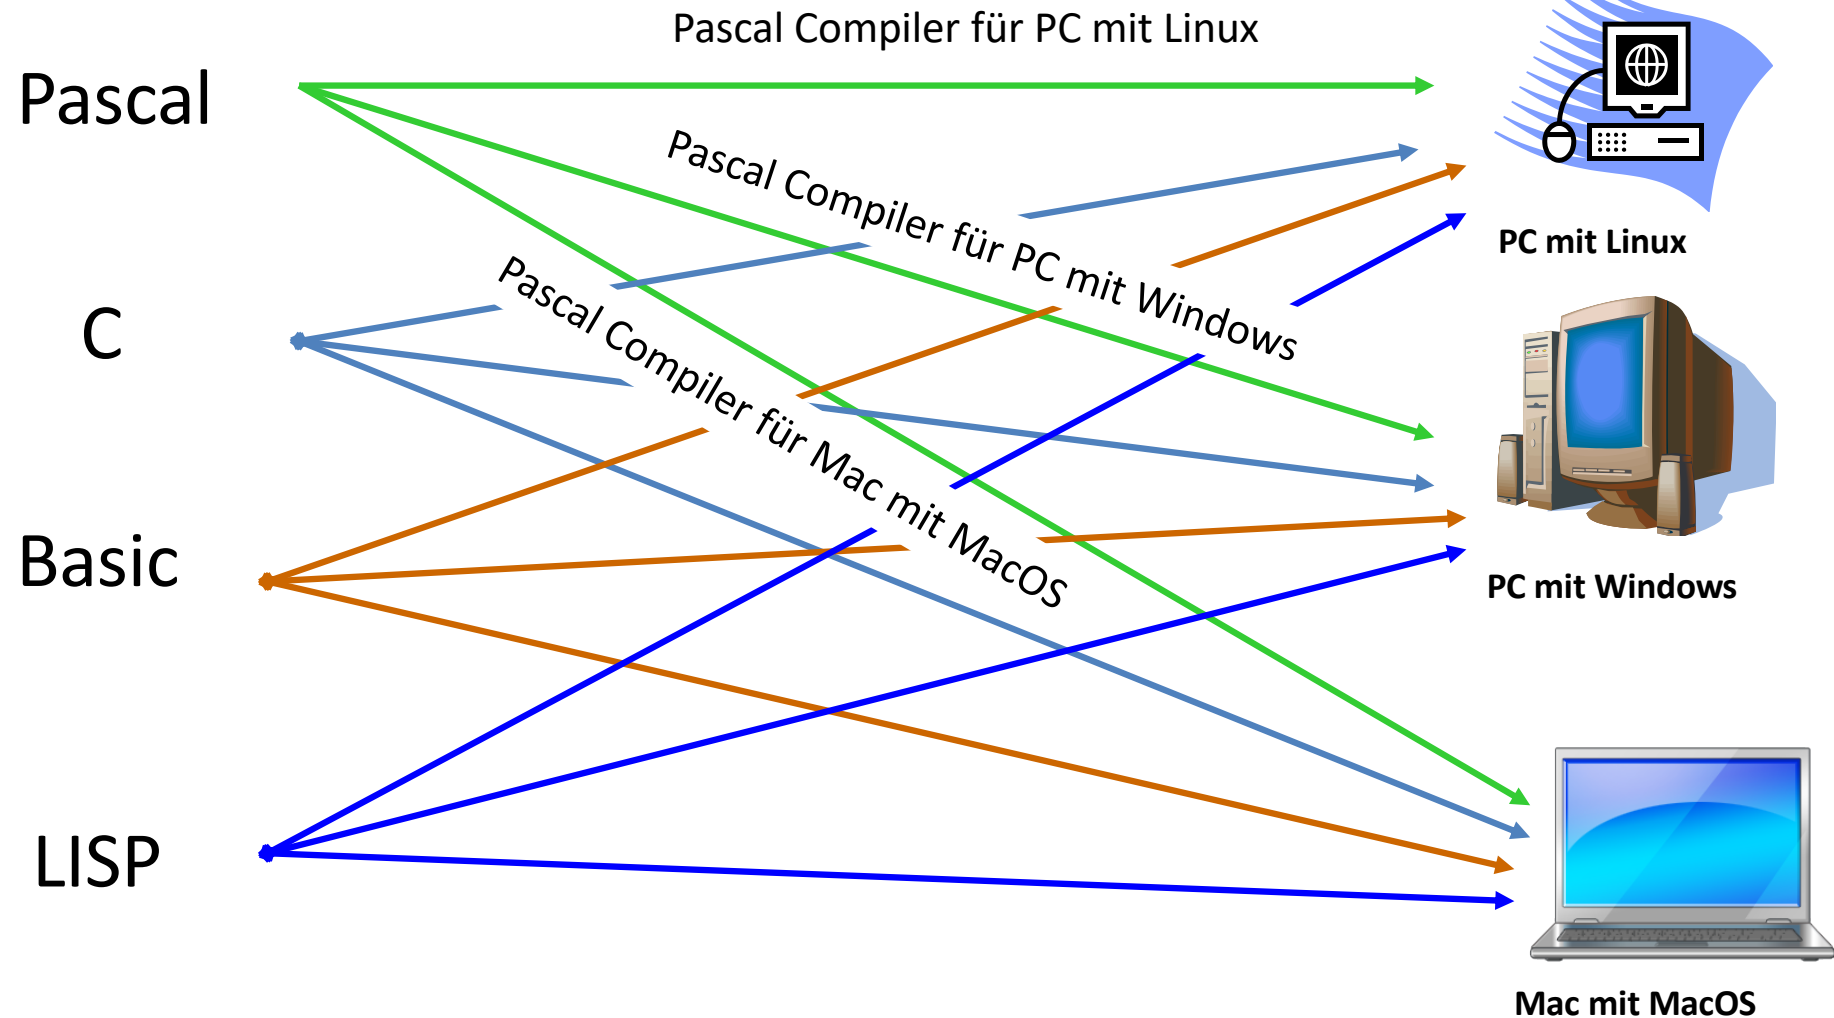 Pascal Compiler für PC mit Linux
Pascal
Pascal Compiler für PC mit Windows
PC mit Linux
Pascal Compiler für Mac mit MacOS
C
Basic
PC mit Windows
LISP
Mac mit MacOS